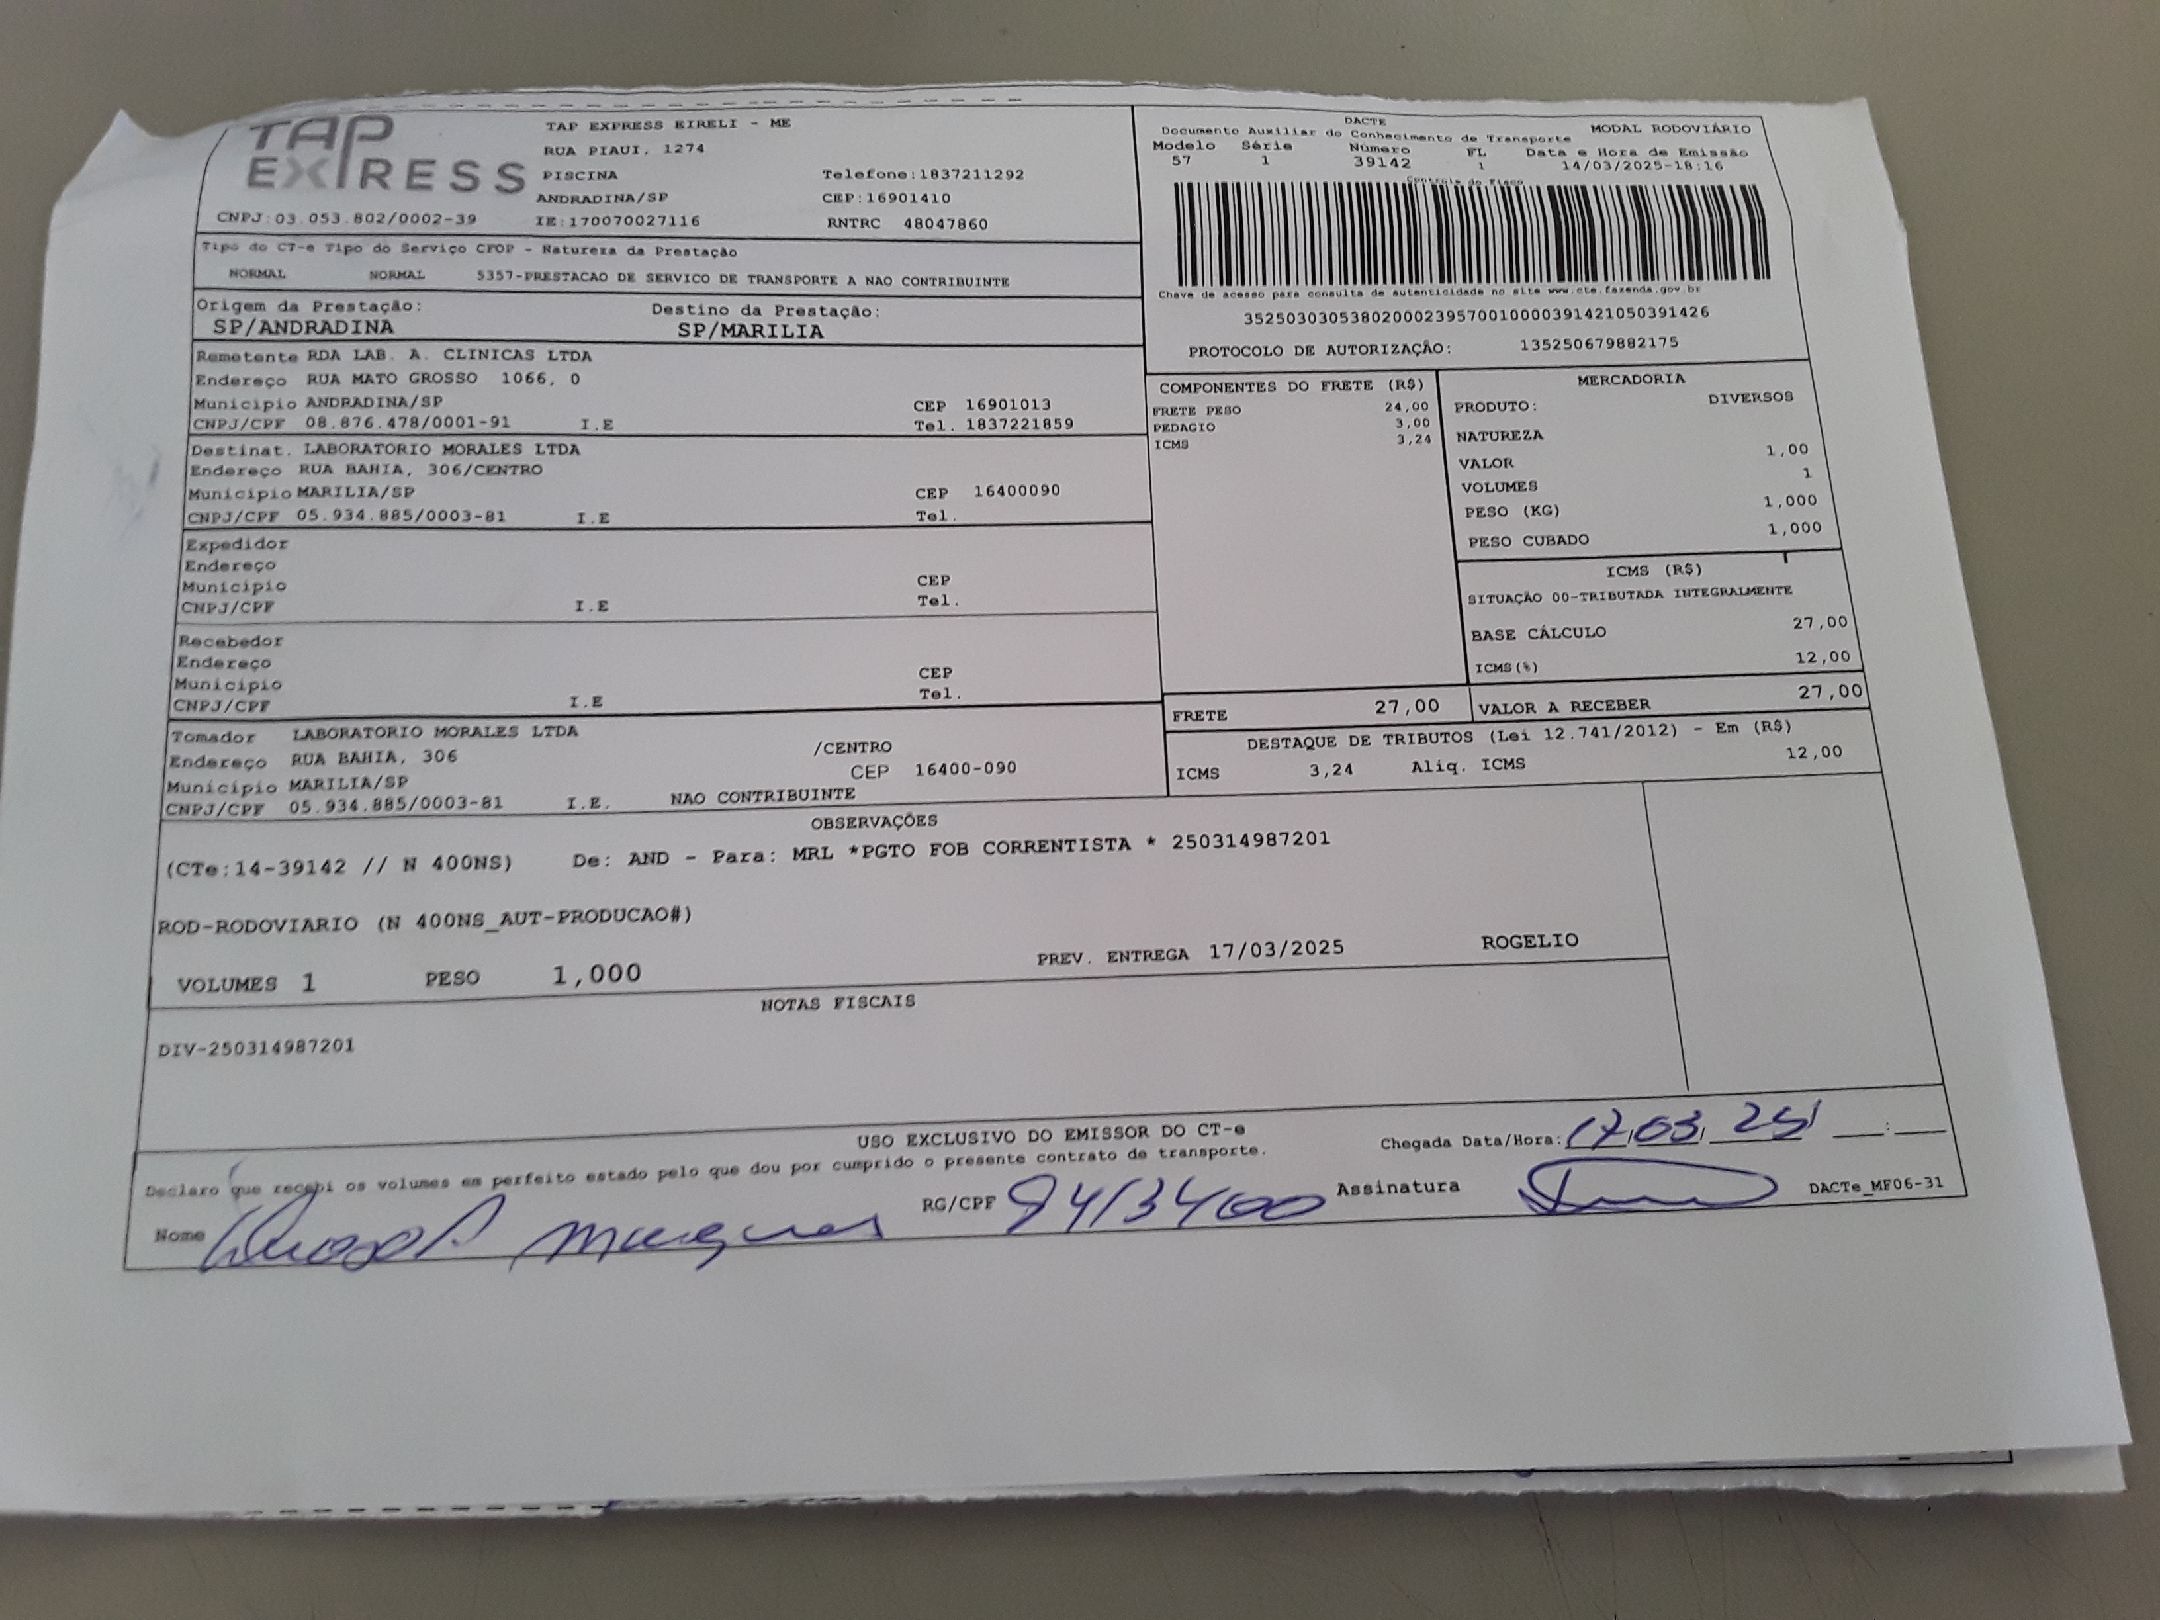 TAP EXPRESS
TAP EXPRESS EIRELI - ME
RUA PIAUI, 1274
PISCINA Telefone:1837211292
ANDRADINA/SP CEP:16901410
CNPJ:03.053.802/0002-39 IE:170070027116 RNTRC 48047860
DACTE
Documento Auxiliar do Conhecimento de Transporte MODAL RODOVIÁRIO
Modelo Série Número FL Data e Hora de Emissão
57 1 39142 1 14/03/2025-18:16
Controle do Fisco
Chave de acesso para consulta de autenticidade no site www.cte.fazenda.gov.br
35250303053802000239570010000391421050391426
PROTOCOLO DE AUTORIZAÇÃO: 135250679882175
Tipo do CT-e Tipo do Serviço CFOP - Natureza da Prestação
NORMAL NORMAL 5357-PRESTACAO DE SERVICO DE TRANSPORTE A NAO CONTRIBUINTE
Origem da Prestação: Destino da Prestação:
SP/ANDRADINA SP/MARILIA
Remetente RDA LAB. A. CLINICAS LTDA
Endereço RUA MATO GROSSO 1066, 0
Município ANDRADINA/SP CEP 16901013
CNPJ/CPF 08.876.478/0001-91 I.E Tel. 1837221859
Destinat. LABORATORIO MORALES LTDA
Endereço RUA BAHIA, 306/CENTRO
Município MARILIA/SP CEP 16400090
CNPJ/CPF 05.934.885/0003-81 I.E Tel.
Expedidor
Endereço
Município CEP
CNPJ/CPF I.E Tel.
Recebedor
Endereço
Município CEP
CNPJ/CPF I.E Tel.
Tomador LABORATORIO MORALES LTDA
Endereço RUA BAHIA, 306 /CENTRO
Município MARILIA/SP CEP 16400-090
CNPJ/CPF 05.934.885/0003-81 I.E. NAO CONTRIBUINTE
COMPONENTES DO FRETE (R$)
FRETE PESO 24,00
PEDAGIO 3,00
ICMS 3,24
MERCADORIA
PRODUTO: DIVERSOS
NATUREZA
VALOR 1,00
VOLUMES 1
PESO (KG) 1,000
PESO CUBADO 1,000
ICMS (R$)
SITUAÇÃO 00-TRIBUTADA INTEGRALMENTE
BASE CÁLCULO 27,00
ICMS(%) 12,00
FRETE 27,00 VALOR A RECEBER 27,00
DESTAQUE DE TRIBUTOS (Lei 12.741/2012) - Em (R$)
ICMS 3,24 Aliq. ICMS 12,00
OBSERVAÇÕES
(CTe:14-39142 // N 400NS) De: AND - Para: MRL *PGTO FOB CORRENTISTA * 250314987201
ROD-RODOVIARIO (N 400NS_AUT-PRODUCAO#)
VOLUMES 1 PESO 1,000 PREV. ENTREGA 17/03/2025 ROGELIO
NOTAS FISCAIS
DIV-250314987201
USO EXCLUSIVO DO EMISSOR DO CT-e
Declaro que recebi os volumes em perfeito estado pelo que dou por cumprido o presente contrato de transporte.
Chegada Data/Hora: 17/03/25 __:__
Nome RG/CPF Assinatura DACTe_MF06-31